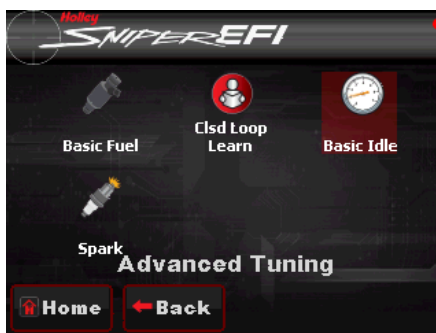 Holley
SNIPER EFI
Basic Fuel
Clsd Loop
Learn
Basic Idle
Spark
Advanced Tuning
Home
Back